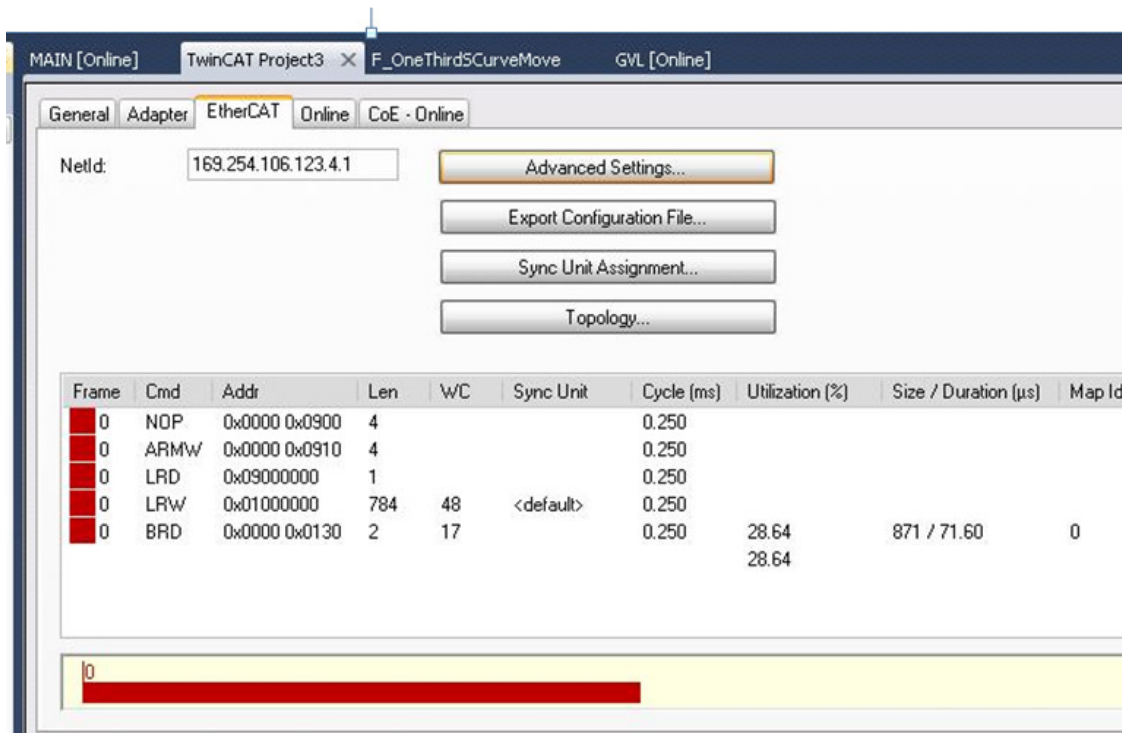 MAIN [Online] TwinCAT Project3 F_OneThirdSCurveMove GVL [Online]
General Adapter EtherCAT Online CoE - Online
NetId: 169.254.106.123.4.1 Advanced Settings...
Export Configuration File...
Sync Unit Assignment...
Topology...
Frame Cmd Addr Len WC Sync Unit Cycle (ms) Utilization (%) Size / Duration (µs) Map Id
0 NOP 0x0000 0x0900 4 0.250
0 ARMW 0x0000 0x0910 4 0.250
0 LRD 0x09000000 1 0.250
0 LRW 0x01000000 784 48 <default> 0.250
0 BRD 0x0000 0x0130 2 17 0.250 28.64 871 / 71.60 0
28.64
0